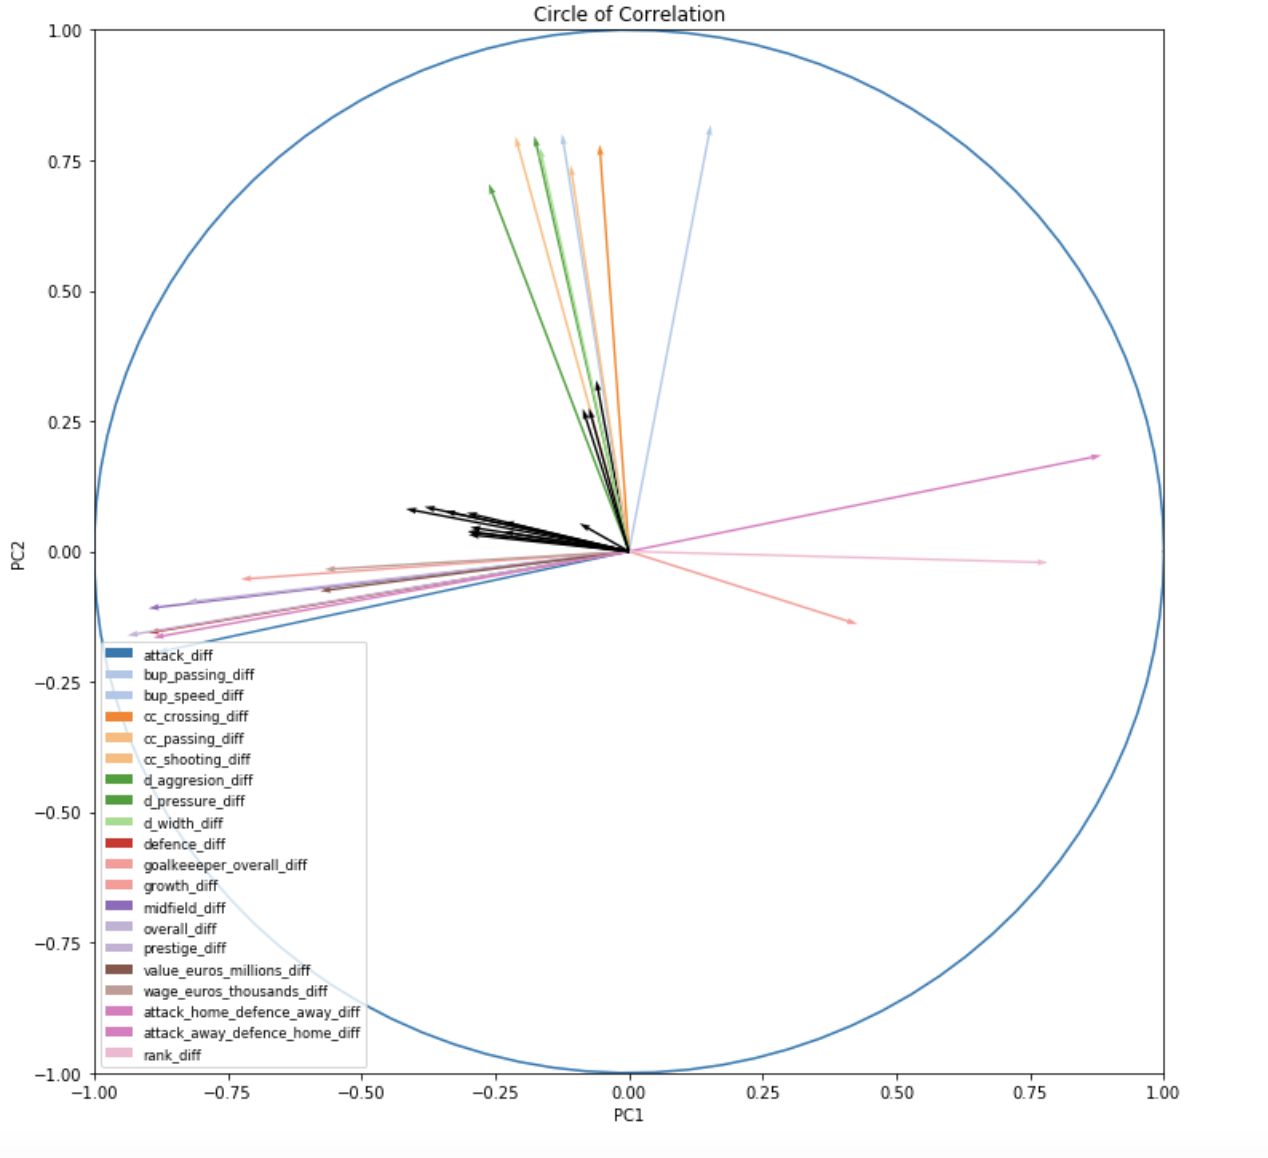 Circle of Correlation
1.00
0.75
0.50
0.25
0.00
−0.25
−0.50
−0.75
−1.00
PC2
attack_diff
bup_passing_diff
bup_speed_diff
cc_crossing_diff
cc_passing_diff
cc_shooting_diff
d_aggresion_diff
d_pressure_diff
d_width_diff
defence_diff
goalkeeeper_overall_diff
growth_diff
midfield_diff
overall_diff
prestige_diff
value_euros_millions_diff
wage_euros_thousands_diff
attack_home_defence_away_diff
attack_away_defence_home_diff
rank_diff
−1.00 −0.75 −0.50 −0.25 0.00 0.25 0.50 0.75 1.00
PC1